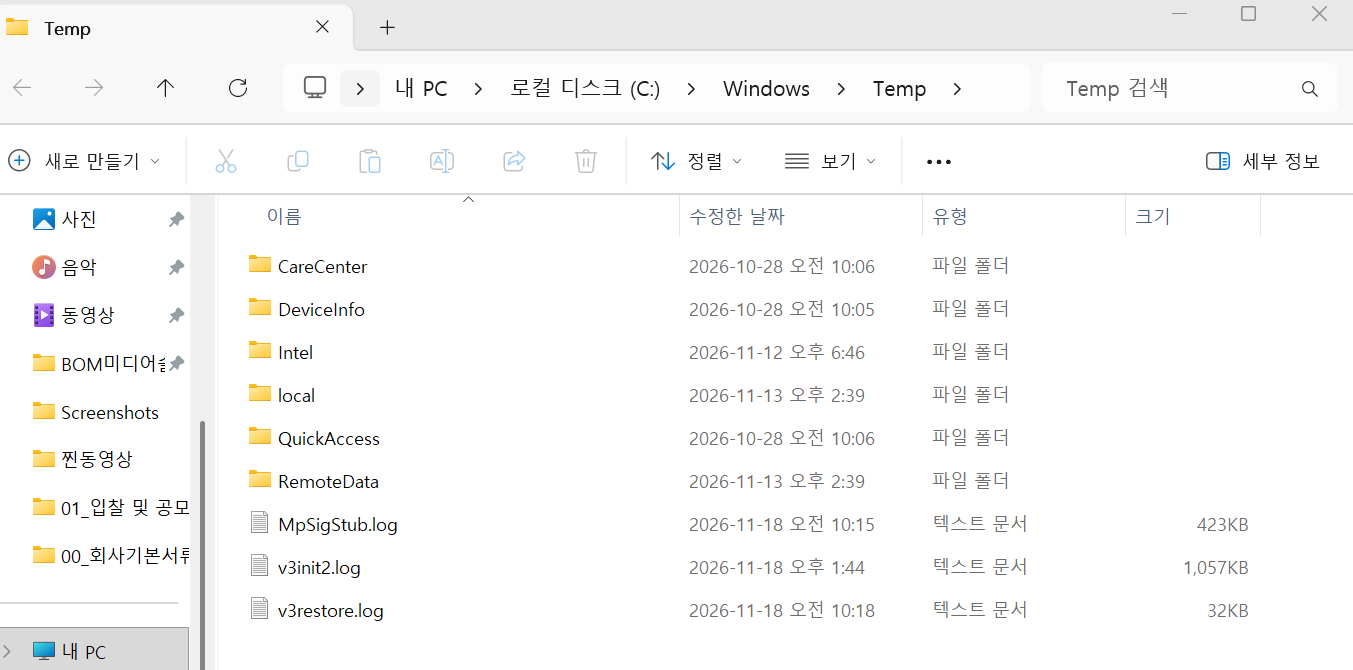 Temp
내 PC 로컬 디스크 (C:) Windows Temp Temp 검색
새로 만들기 정렬 보기 세부 정보
이름 수정한 날짜 유형 크기
사진
음악
동영상
BOM미디어
Screenshots
찐동영상
01_입찰 및 공모
00_회사기본서류
내 PC
CareCenter 2026-10-28 오전 10:06 파일 폴더
DeviceInfo 2026-10-28 오전 10:05 파일 폴더
Intel 2026-11-12 오후 6:46 파일 폴더
local 2026-11-13 오후 2:39 파일 폴더
QuickAccess 2026-10-28 오전 10:06 파일 폴더
RemoteData 2026-11-13 오후 2:39 파일 폴더
MpSigStub.log 2026-11-18 오전 10:15 텍스트 문서 423KB
v3init2.log 2026-11-18 오후 1:44 텍스트 문서 1,057KB
v3restore.log 2026-11-18 오전 10:18 텍스트 문서 32KB